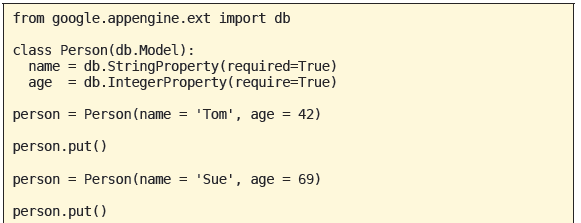 from google.appengine.ext import db
class Person(db.Model):
  name = db.StringProperty(required=True)
  age  = db.IntegerProperty(require=True)
person = Person(name = 'Tom', age = 42)
person.put()
person = Person(name = 'Sue', age = 69)
person.put()